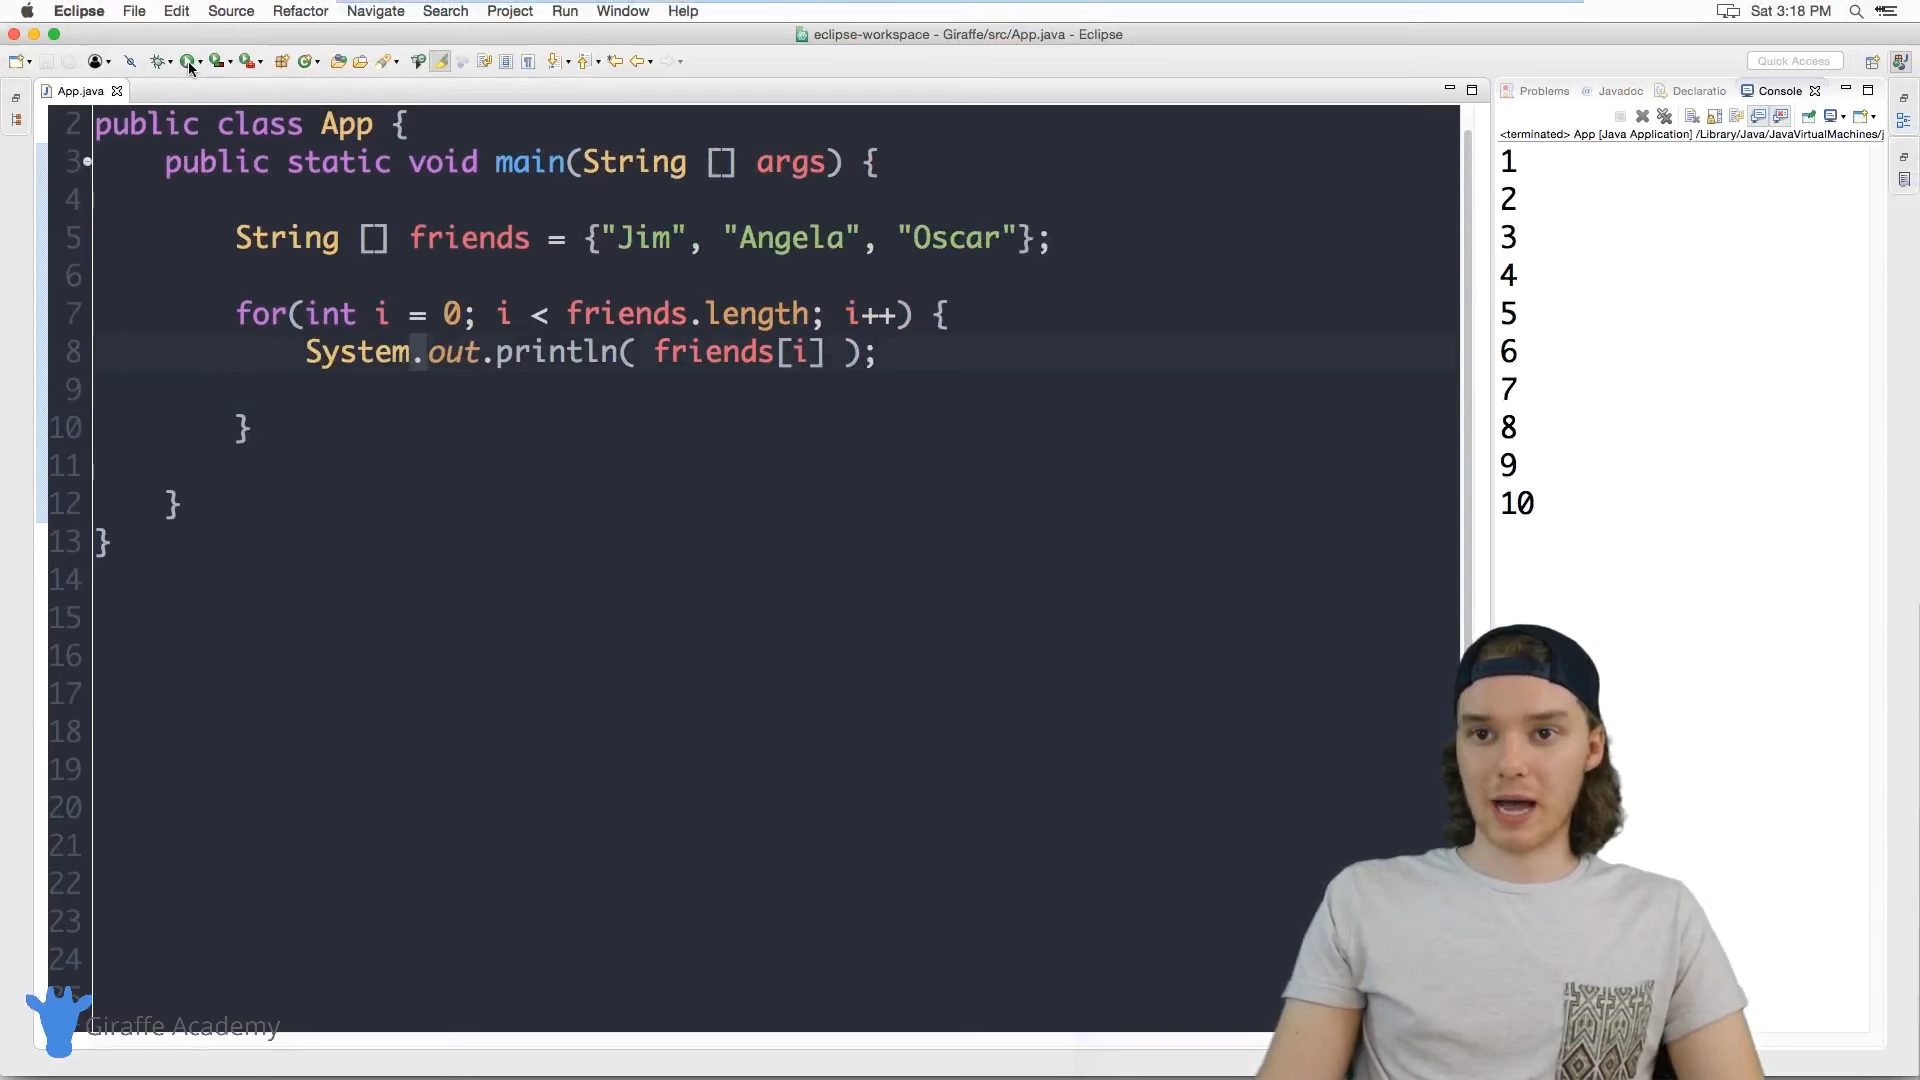 Eclipse File Edit Source Refactor Navigate Search Project Run Window Help
Sat 3:18 PM
eclipse-workspace - Giraffe/src/App.java - Eclipse
Quick Access
App.java
Problems Javadoc Declaratio Console
<terminated> App [Java Application] /Library/Java/JavaVirtualMachines/j
2 public class App {
3 public static void main(String [] args) {
4
5 String [] friends = {"Jim", "Angela", "Oscar"};
6
7 for(int i = 0; i < friends.length; i++) {
8 System.out.println( friends[i] );
9
10 }
11
12 }
13 }
14
15
16
17
18
19
20
21
22
23
24
1
2
3
4
5
6
7
8
9
10
Giraffe Academy